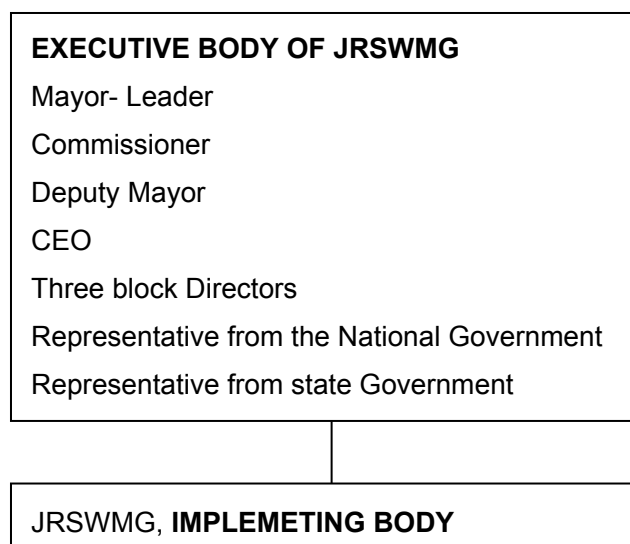 EXECUTIVE BODY OF JRSWMG
Mayor- Leader
Commissioner
Deputy Mayor
CEO
Three block Directors
Representative from the National Government
Representative from state Government
JRSWMG, IMPLEMETING BODY